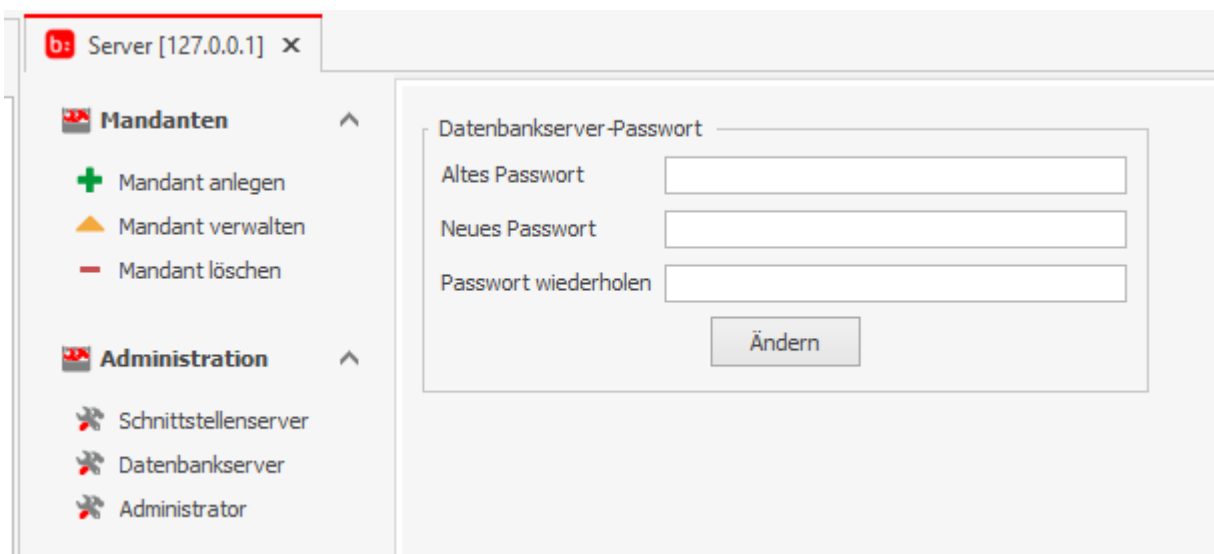 b: Server [127.0.0.1] ×
Mandanten
Mandant anlegen
Mandant verwalten
Mandant löschen
Administration
Schnittstellenserver
Datenbankserver
Administrator
Datenbankserver-Passwort
Altes Passwort
Neues Passwort
Passwort wiederholen
Ändern